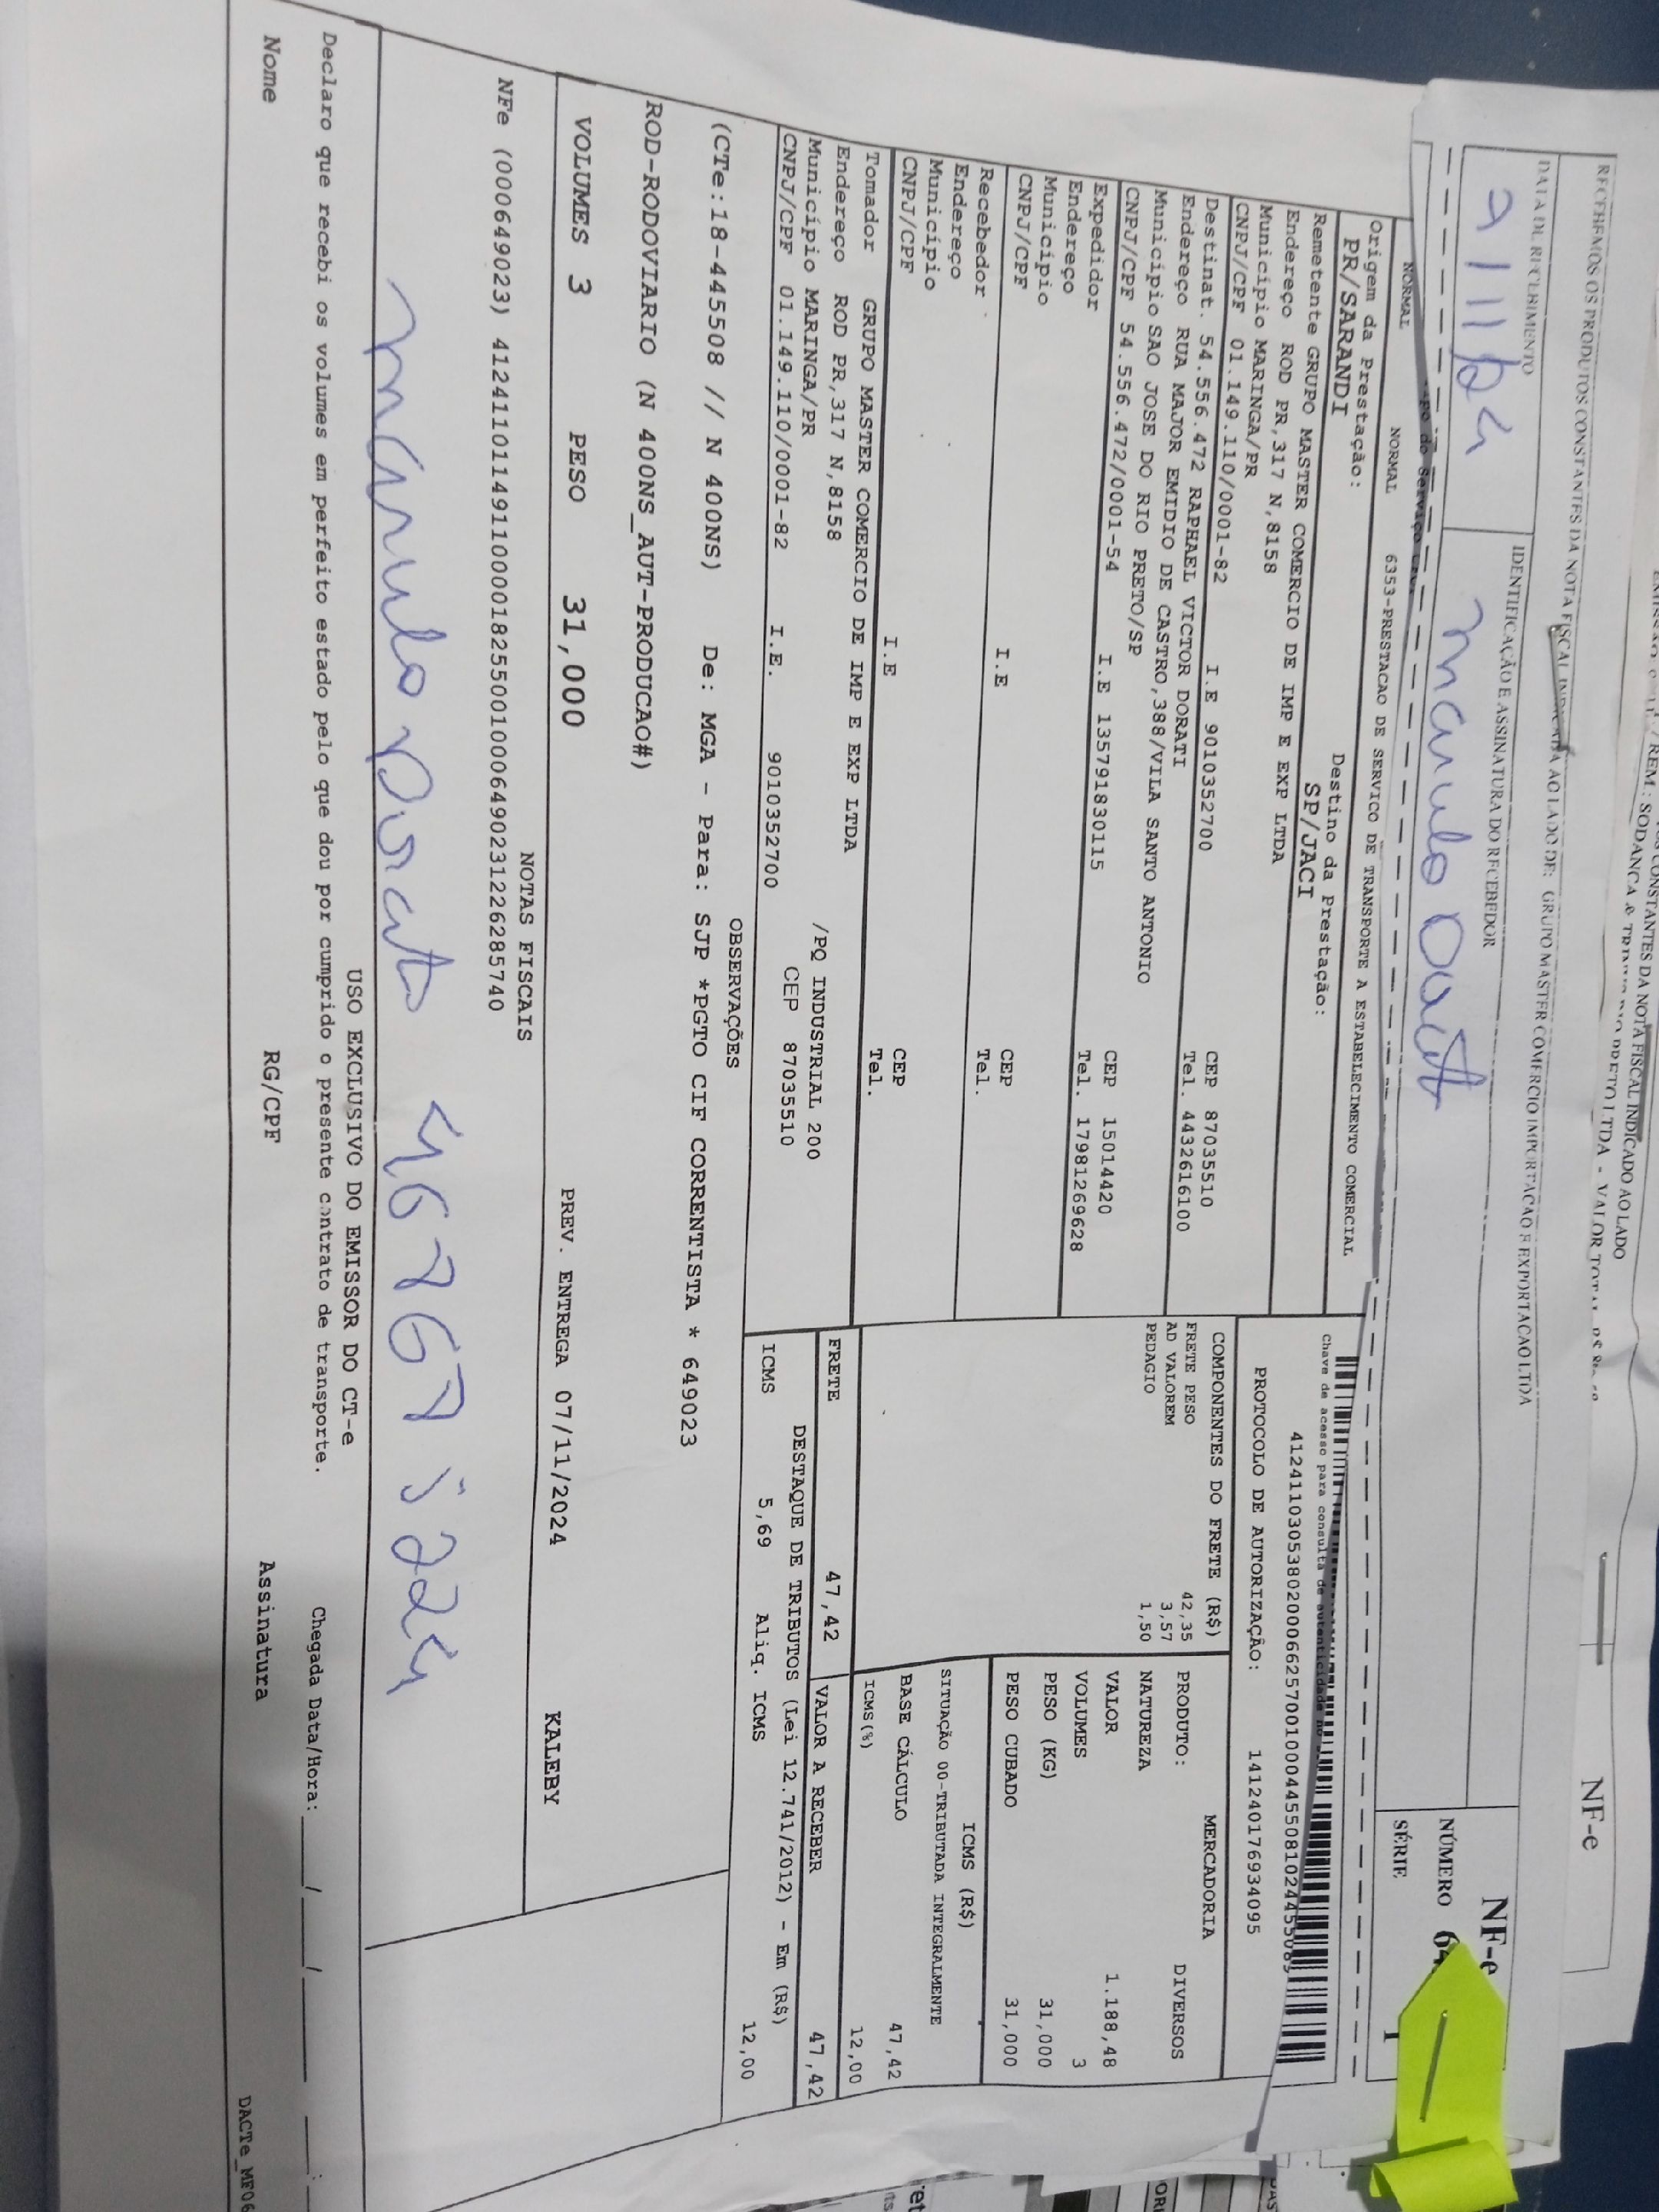 CONSTANTES DA NOTA FISCAL INDICADO AO LADO
NF-e
RECEBEMOS OS PRODUTOS CONSTANTES DA NOTA FISCAL INDICADA AO LADO DE: GRUPO MASTER COMERCIO IMPORTACAO E EXPORTACAO LTDA
DATA DE RECEBIMENTO
IDENTIFICAÇÃO E ASSINATURA DO RECEBEDOR
NF-e
NÚMERO
SÉRIE 1
NORMAL NORMAL 6353-PRESTACAO DE SERVICO DE TRANSPORTE A ESTABELECIMENTO COMERCIAL
Origem da Prestação: Destino da Prestação:
PR/SARANDI SP/JACI
Remetente GRUPO MASTER COMERCIO DE IMP E EXP LTDA
Endereço ROD PR,317 N,8158
Município MARINGA/PR CEP 87035510
CNPJ/CPF 01.149.110/0001-82 I.E 9010352700 Tel. 4432616100
Destinat. 54.556.472 RAPHAEL VICTOR DORATI
Endereço RUA MAJOR EMIDIO DE CASTRO,388/VILA SANTO ANTONIO
Município SAO JOSE DO RIO PRETO/SP CEP 15014420
CNPJ/CPF 54.556.472/0001-54 I.E 135791830115 Tel. 17981269628
Expedidor
Endereço
Município CEP
CNPJ/CPF I.E Tel.
Recebedor
Endereço
Município CEP
CNPJ/CPF I.E Tel.
Tomador GRUPO MASTER COMERCIO DE IMP E EXP LTDA
Endereço ROD PR,317 N,8158 /PQ INDUSTRIAL 200
Município MARINGA/PR CEP 87035510
CNPJ/CPF 01.149.110/0001-82 I.E. 9010352700
Chave de acesso para consulta de autenticidade no
PROTOCOLO DE AUTORIZAÇÃO: 141240176934095
COMPONENTES DO FRETE (R$)
FRETE PESO 42,35
AD VALOREM 3,57
PEDAGIO 1,50
MERCADORIA
PRODUTO: DIVERSOS
NATUREZA
VALOR 1.188,48
VOLUMES 3
PESO (KG) 31,000
PESO CUBADO 31,000
ICMS (R$)
SITUAÇÃO 00-TRIBUTADA INTEGRALMENTE
BASE CÁLCULO 47,42
ICMS(%) 12,00
FRETE 47,42 VALOR A RECEBER 47,42
DESTAQUE DE TRIBUTOS (Lei 12.741/2012) - Em (R$)
ICMS 5,69 Aliq. ICMS 12,00
OBSERVAÇÕES
(CTe:18-445508 // N 400NS) De: MGA - Para: SJP *PGTO CIF CORRENTISTA * 649023
ROD-RODOVIARIO (N 400NS_AUT-PRODUCAO#)
VOLUMES 3 PESO 31,000 PREV. ENTREGA 07/11/2024 KALEBY
NOTAS FISCAIS
NFe (000649023) 41241101149110000182550010006490231226285740
USO EXCLUSIVO DO EMISSOR DO CT-e
Declaro que recebi os volumes em perfeito estado pelo que dou por cumprido o presente contrato de transporte. Chegada Data/Hora: / /
Nome RG/CPF Assinatura
DACTe_MF06